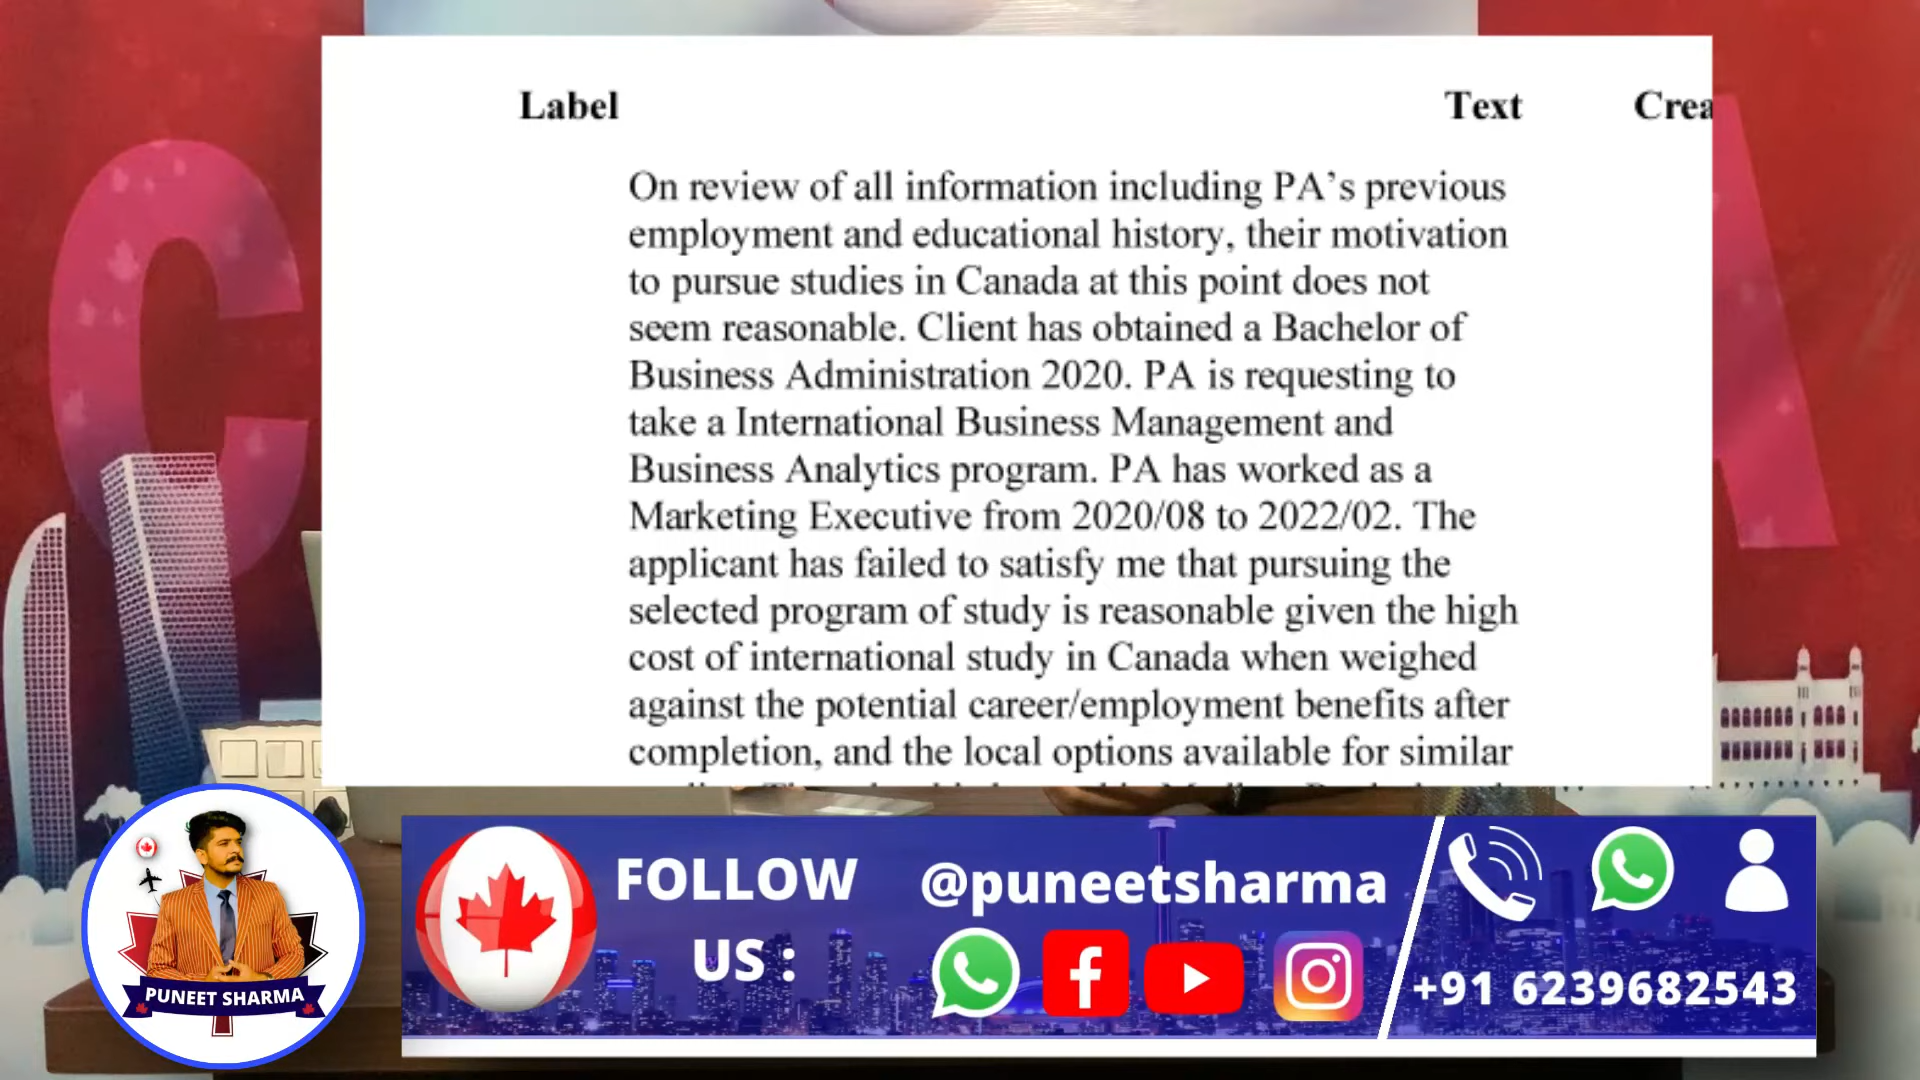 Label Text Crea
On review of all information including PA’s previous
employment and educational history, their motivation
to pursue studies in Canada at this point does not
seem reasonable. Client has obtained a Bachelor of
Business Administration 2020. PA is requesting to
take a International Business Management and
Business Analytics program. PA has worked as a
Marketing Executive from 2020/08 to 2022/02. The
applicant has failed to satisfy me that pursuing the
selected program of study is reasonable given the high
cost of international study in Canada when weighed
against the potential career/employment benefits after
completion, and the local options available for similar
PUNEET SHARMA
FOLLOW
US :
@puneetsharma
+91 6239682543